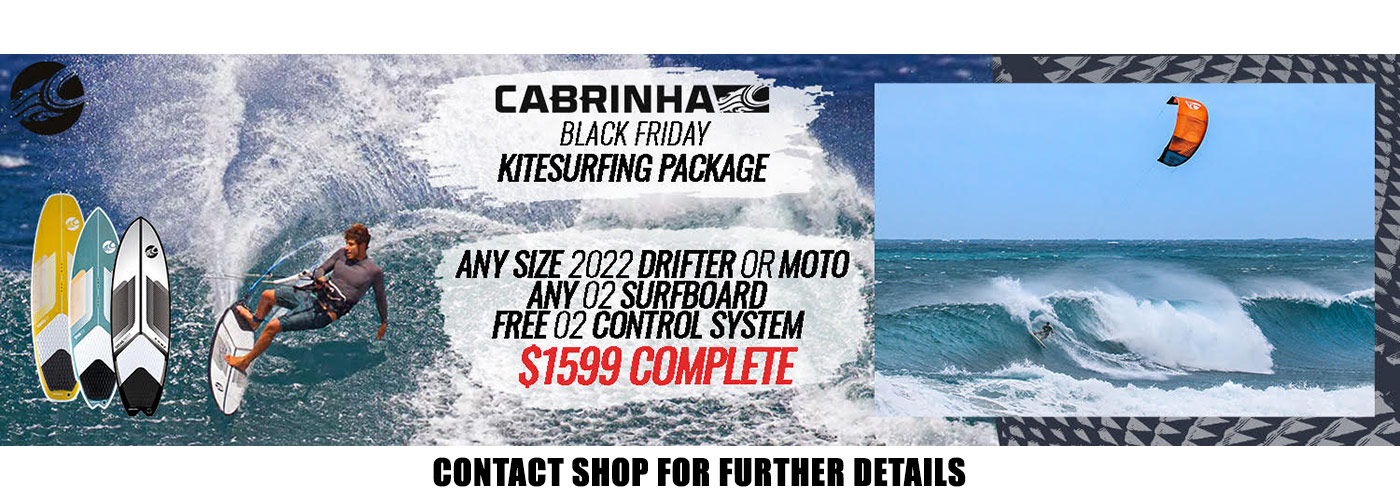 CABRINHA
BLACK FRIDAY
KITESURFING PACKAGE
ANY SIZE 2022 DRIFTER OR MOTO
ANY 02 SURFBOARD
FREE 02 CONTROL SYSTEM
$1599 COMPLETE
CONTACT SHOP FOR FURTHER DETAILS